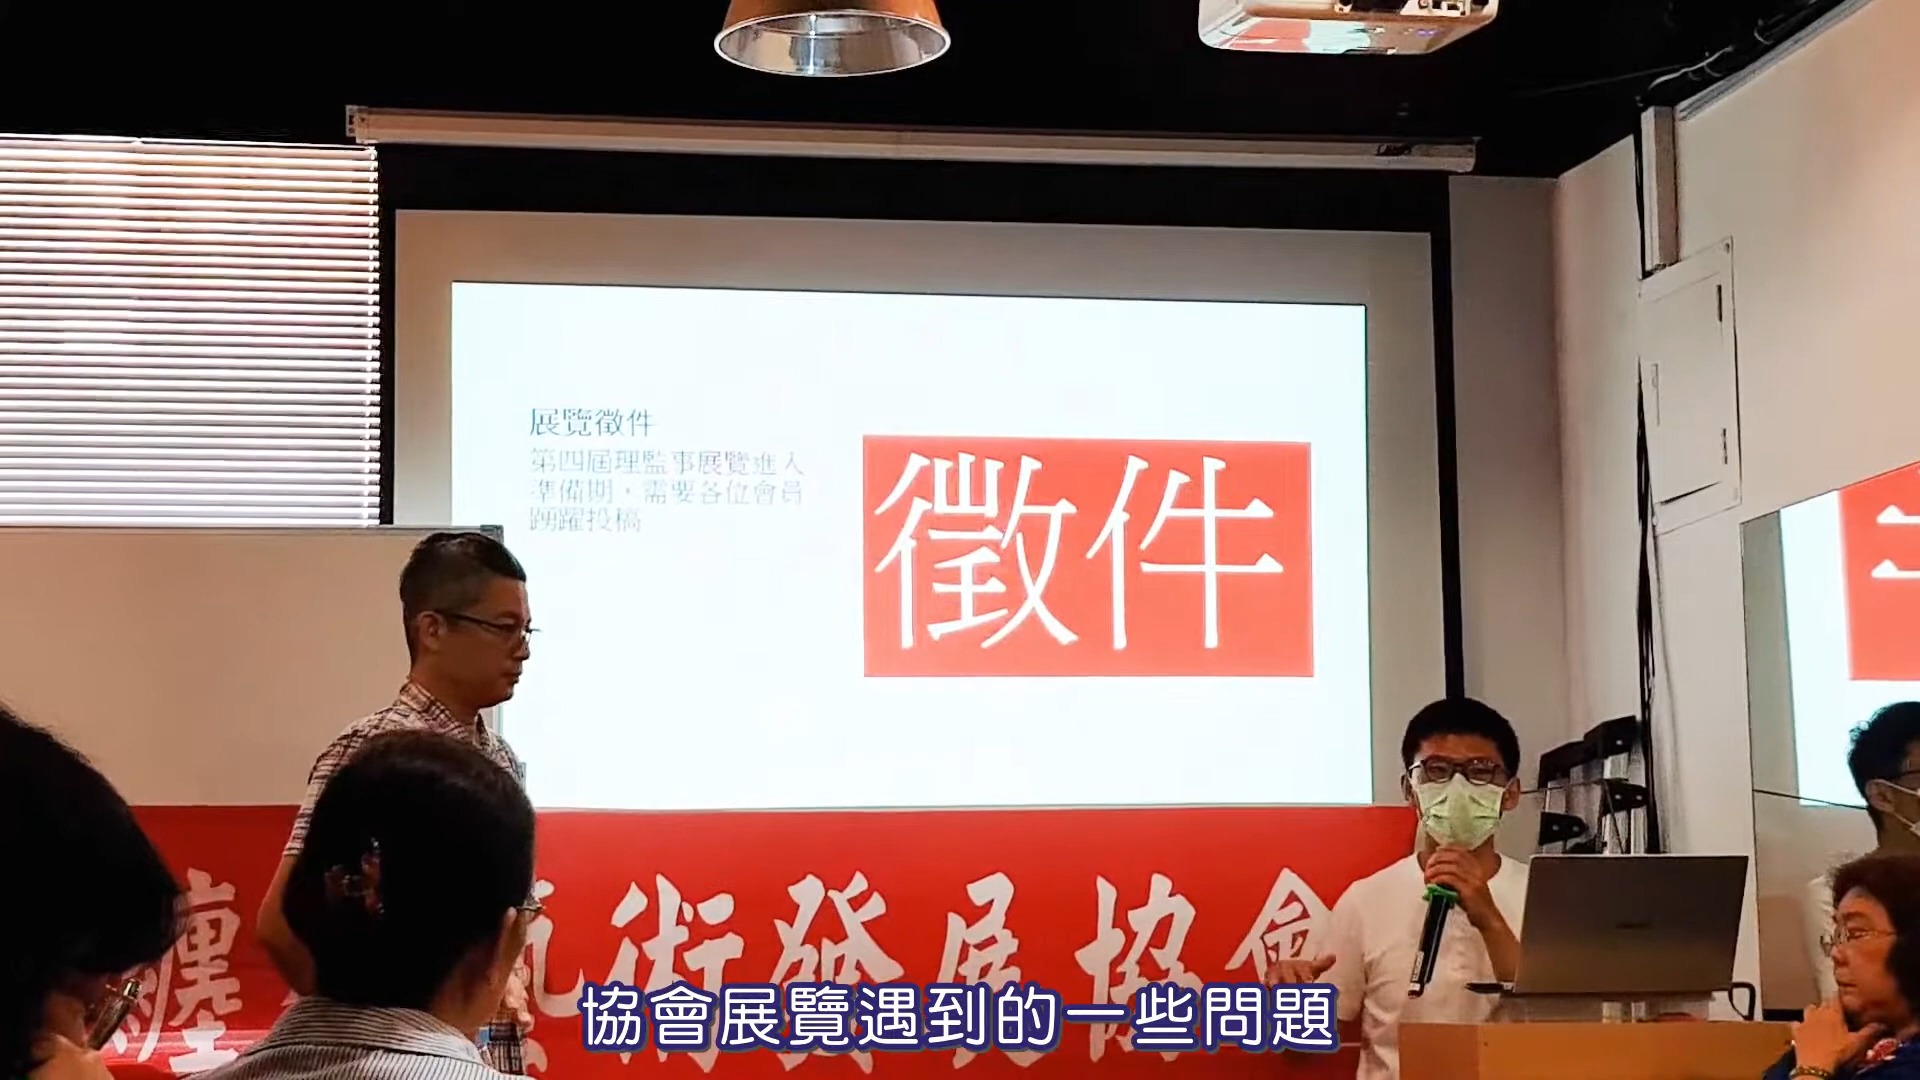 展覽徵件
第四屆理監事展覽進入
準備期，需要各位會員
踴躍投稿
徵件
纏 藝術發展協會
協會展覽遇到的一些問題